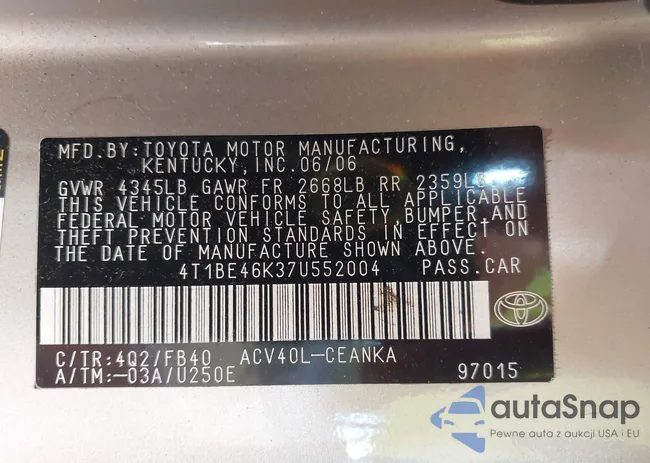 MFD. BY: TOYOTA MOTOR MANUFACTURING,
KENTUCKY, INC. 06/06
GVWR 4345LB GAWR FR 2668LB RR 2359LB
THIS VEHICLE CONFORMS TO ALL APPLICABLE
FEDERAL MOTOR VEHICLE SAFETY, BUMPER, AND
THEFT PREVENTION STANDARDS IN EFFECT ON
THE DATE OF MANUFACTURE SHOWN ABOVE.
4T1BE46K37U552004 PASS.CAR
C/TR:4Q2/FB40 ACV40L-CEANKA
A/TM:-03A/U250E 97015
autaSnap
Pewne auta z aukcji USA i EU